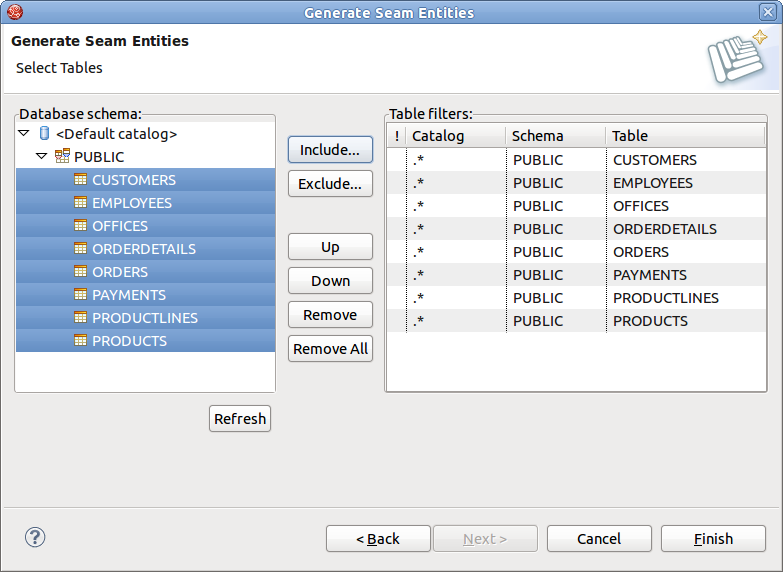 Generate Seam Entities
Generate Seam Entities
Select Tables
Database schema:
<Default catalog>
PUBLIC
CUSTOMERS
EMPLOYEES
OFFICES
ORDERDETAILS
ORDERS
PAYMENTS
PRODUCTLINES
PRODUCTS
Refresh
Include...
Exclude...
Up
Down
Remove
Remove All
Table filters:
! Catalog Schema Table
.* PUBLIC CUSTOMERS
.* PUBLIC EMPLOYEES
.* PUBLIC OFFICES
.* PUBLIC ORDERDETAILS
.* PUBLIC ORDERS
.* PUBLIC PAYMENTS
.* PUBLIC PRODUCTLINES
.* PUBLIC PRODUCTS
? < Back Next > Cancel Finish